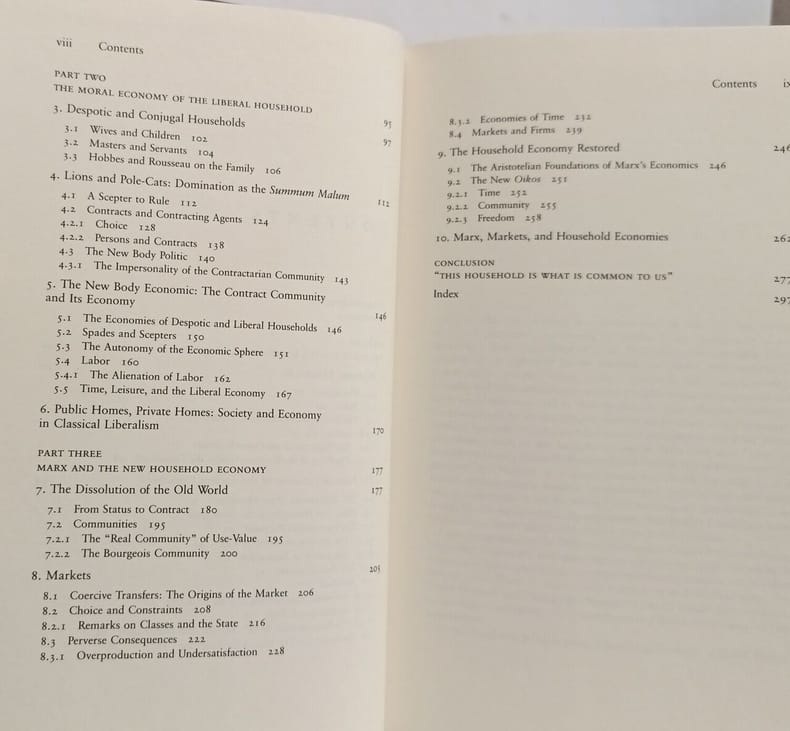 viii Contents
PART TWO
THE MORAL ECONOMY OF THE LIBERAL HOUSEHOLD 95
3. Despotic and Conjugal Households 97
3.1 Wives and Children 102
3.2 Masters and Servants 104
3.3 Hobbes and Rousseau on the Family 106
4. Lions and Pole-Cats: Domination as the Summum Malum 112
4.1 A Scepter to Rule 112
4.2 Contracts and Contracting Agents 124
4.2.1 Choice 128
4.2.2 Persons and Contracts 138
4.3 The New Body Politic 140
4.3.1 The Impersonality of the Contractarian Community 143
5. The New Body Economic: The Contract Community
and Its Economy 146
5.1 The Economies of Despotic and Liberal Households 146
5.2 Spades and Scepters 150
5.3 The Autonomy of the Economic Sphere 151
5.4 Labor 160
5.4.1 The Alienation of Labor 162
5.5 Time, Leisure, and the Liberal Economy 167
6. Public Homes, Private Homes: Society and Economy
in Classical Liberalism 170
PART THREE
MARX AND THE NEW HOUSEHOLD ECONOMY 177
7. The Dissolution of the Old World 177
7.1 From Status to Contract 180
7.2 Communities 195
7.2.1 The "Real Community" of Use-Value 195
7.2.2 The Bourgeois Community 200
8. Markets 205
8.1 Coercive Transfers: The Origins of the Market 206
8.2 Choice and Constraints 208
8.2.1 Remarks on Classes and the State 216
8.3 Perverse Consequences 222
8.3.1 Overproduction and Undersatisfaction 228
Contents ix
8.3.2 Economies of Time 232
8.4 Markets and Firms 239
9. The Household Economy Restored 246
9.1 The Aristotelian Foundations of Marx's Economics 246
9.2 The New Oikos 251
9.2.1 Time 252
9.2.2 Community 255
9.2.3 Freedom 258
10. Marx, Markets, and Household Economies 262
CONCLUSION
"THIS HOUSEHOLD IS WHAT IS COMMON TO US" 277
Index 297